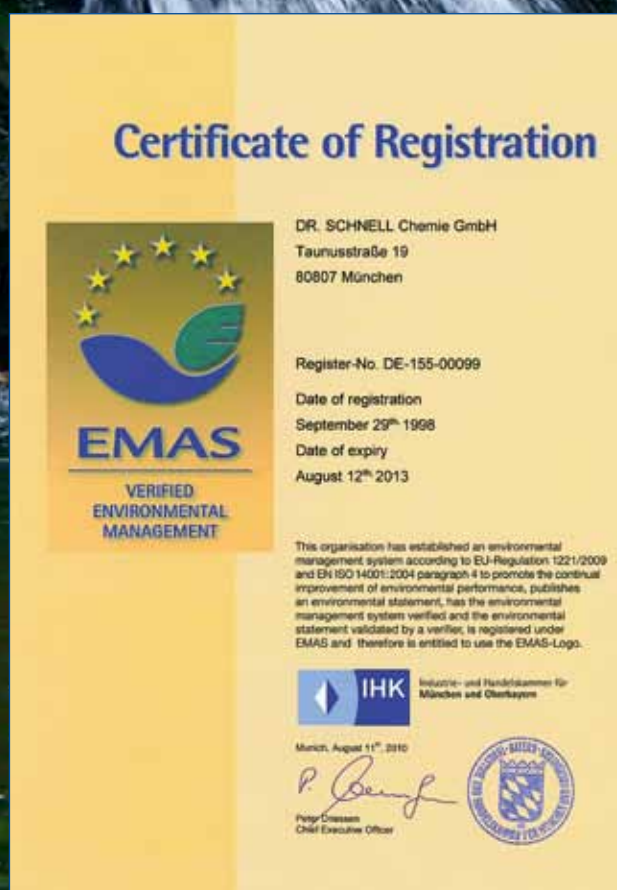 Certificate of Registration
EMAS
VERIFIED
ENVIRONMENTAL
MANAGEMENT
DR. SCHNELL Chemie GmbH
Taunusstraße 19
80807 München
Register-No. DE-155-00099
Date of registration
September 29th 1998
Date of expiry
August 12th 2013
This organisation has established an environmental
management system according to EU-Regulation 1221/2009
and EN ISO 14001:2004 paragraph 4 to promote the continual
improvement of environmental performance, publishes
an environmental statement, has the environmental
management system verified and the environmental
statement validated by a verifier, is registered under
EMAS and therefore is entitled to use the EMAS-Logo.
IHK
Industrie- und Handelskammer für
München und Oberbayern
Munich, August 11th, 2010
Peter Driessen
Chief Executive Officer